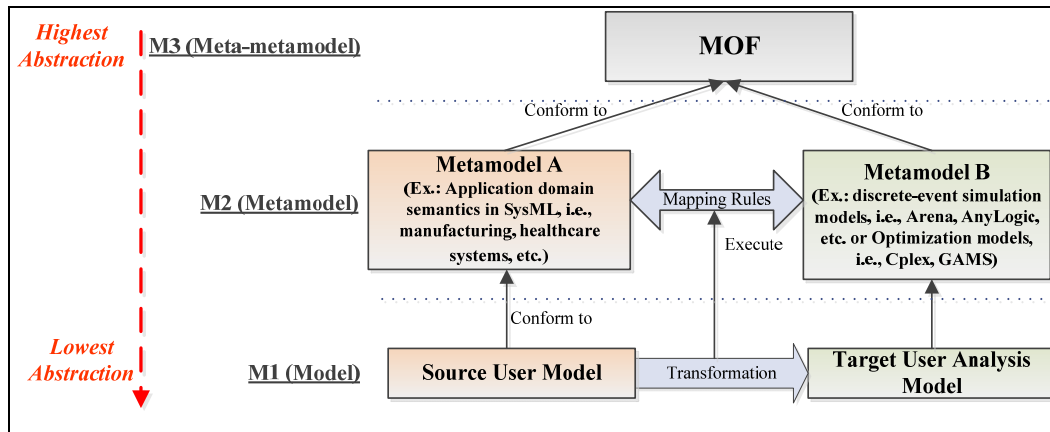 Highest
Abstraction
M3 (Meta-metamodel)
MOF
Conform to
Conform to
M2 (Metamodel)
Metamodel A
(Ex.: Application domain
semantics in SysML, i.e.,
manufacturing, healthcare
systems, etc.)
Mapping Rules
Execute
Metamodel B
(Ex.: discrete-event simulation
models, i.e., Arena, AnyLogic,
etc. or Optimization models,
i.e., Cplex, GAMS)
Conform to
Lowest
Abstraction
M1 (Model)
Source User Model
Transformation
Target User Analysis
Model